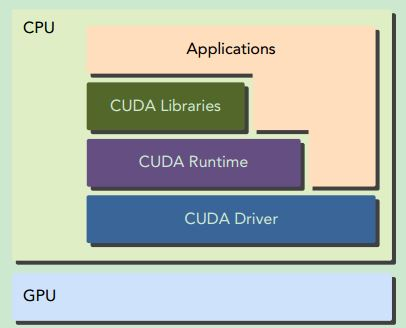 CPU
Applications
CUDA Libraries
CUDA Runtime
CUDA Driver
GPU